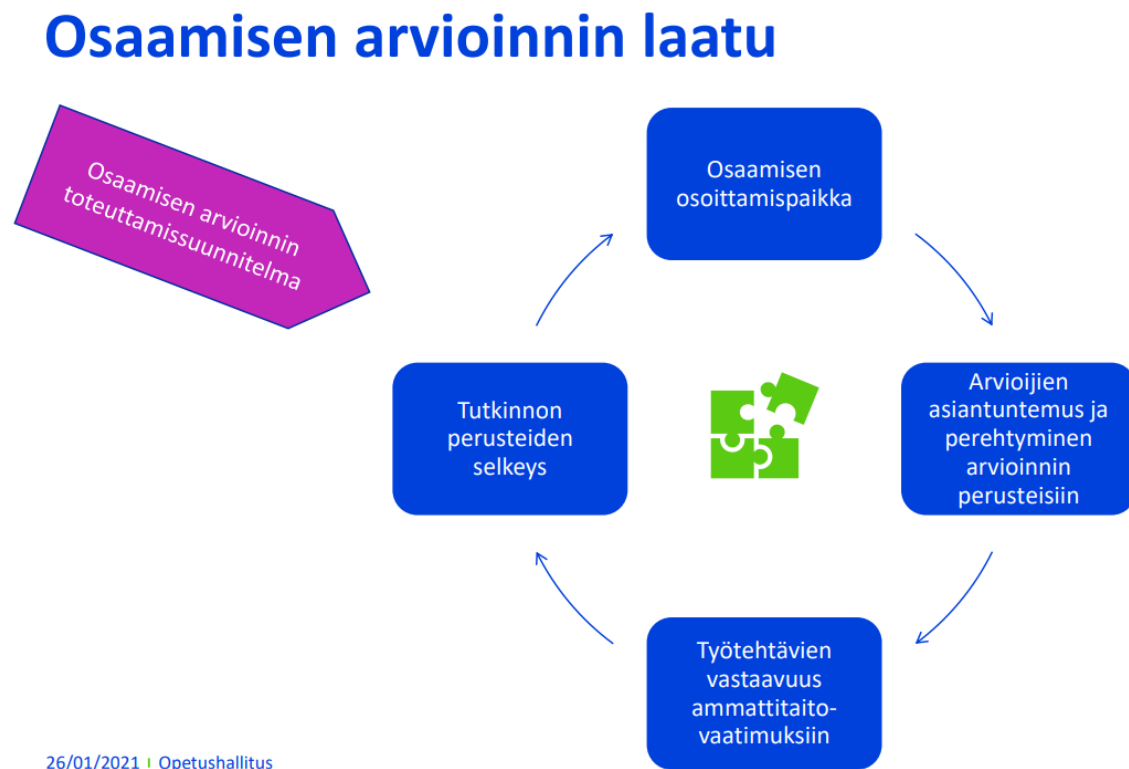 Osaamisen arvioinnin laatu
Osaamisen arvioinnin
toteuttamissuunnitelma
Osaamisen
osoittamispaikka
Arvioijien
asiantuntemus ja
perehtyminen
arvioinnin
perusteisiin
Työtehtävien
vastaavuus
ammattitaito-
vaatimuksiin
Tutkinnon
perusteiden
selkeys
26/01/2021 | Opetushallitus